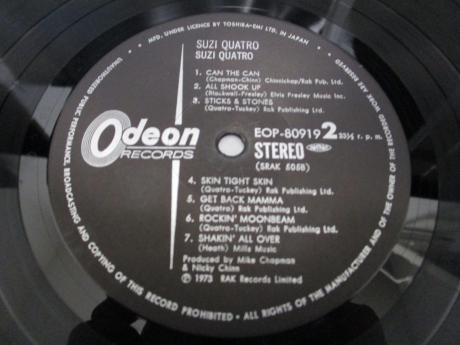 MFD. UNDER LICENCE BY TOSHIBA-EMI LTD. IN JAPAN
SUZI QUATRO
SUZI QUATRO
1. CAN THE CAN
(Chapman-Chinn) Chinnichap/Rak Pub. Ltd.
2. ALL SHOOK UP
(Blackwell-Presley) Elvis Presley Music Inc.
3. STICKS & STONES
(Quatro-Tuckey) Rak Publishing Ltd.
Odeon
RECORDS
EOP-80919 2 33⅓ r. p. m.
STEREO
(SRAK 505B)
4. SKIN TIGHT SKIN
(Quatro-Tuckey) Rak Publishing Ltd.
5. GET BACK MAMMA
(Quatro) Rak Publishing Ltd.
6. ROCKIN' MOONBEAM
(Quatro-Tuckey) Rak Publishing Ltd.
7. SHAKIN' ALL OVER
(Heath) Mills Music
Produced by Mike Chapman &
Nicky Chinn
℗ 1973 RAK Records Limited
UNAUTHORIZED PUBLIC PERFORMANCE, BROADCASTING AND COPYING OF THIS RECORD PROHIBITED • ALL RIGHTS OF THE MANUFACTURER AND OF THE OWNER OF THE RECORDED WORK ARE RESERVED